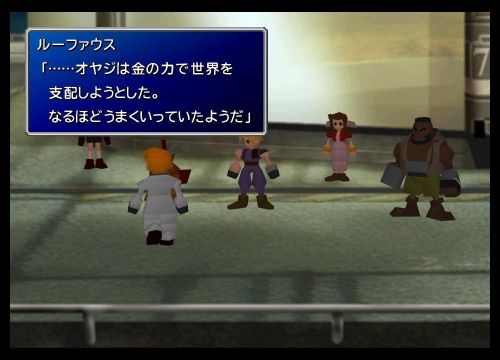 ルーファウス
「……オヤジは金の力で世界を
支配しようとした。
なるほどうまくいっていたようだ」